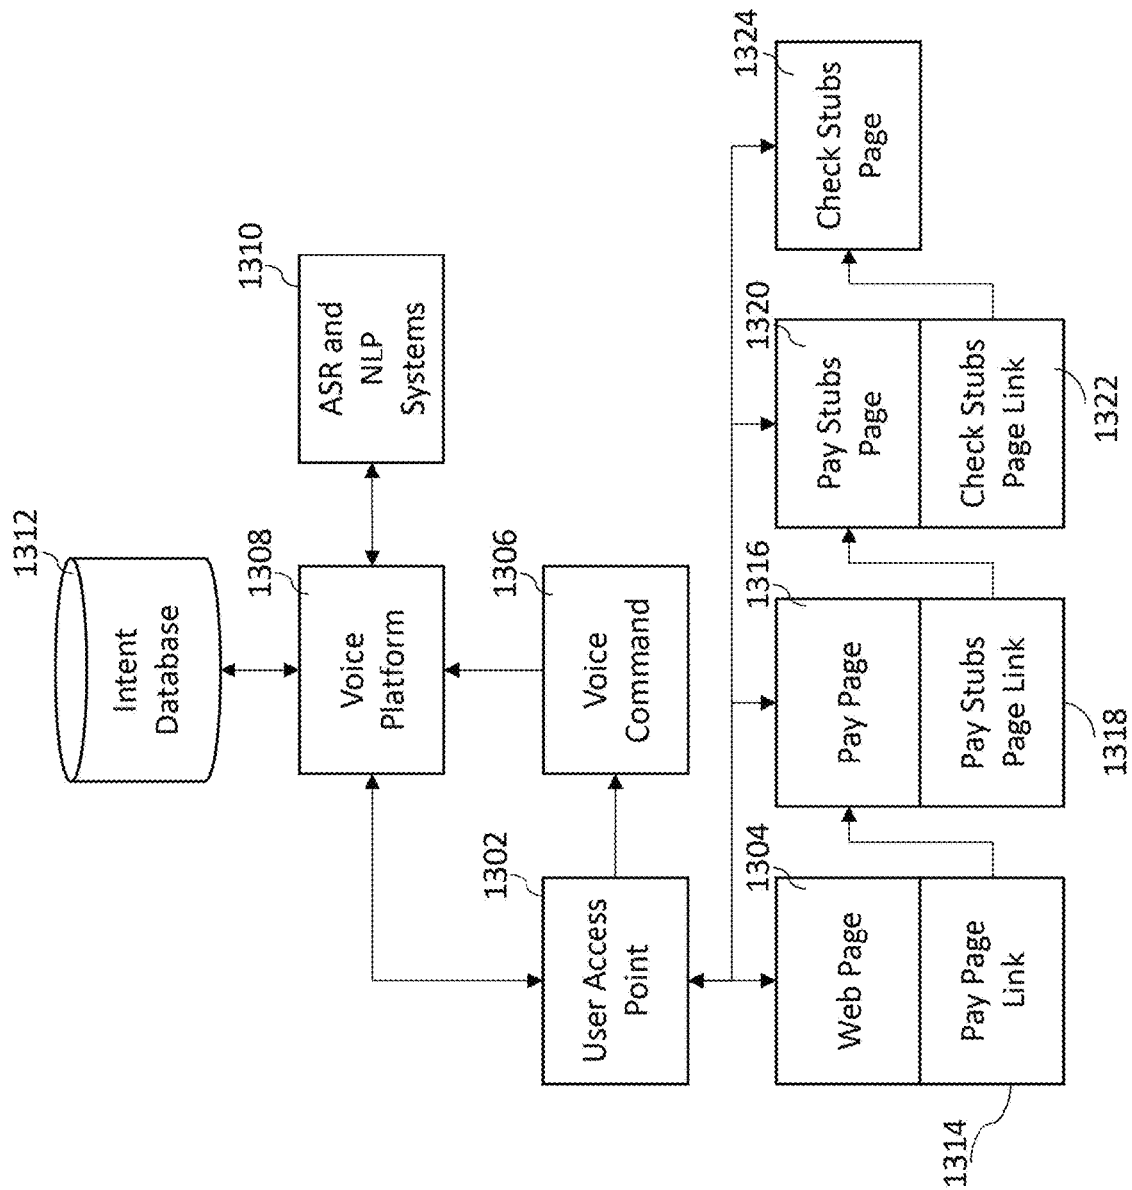 1312
Intent
Database
1308
Voice
Platform
1310
ASR and
NLP
Systems
1302
User Access
Point
1306
Voice
Command
1304
Web Page
Pay Page
Link
1314
1316
Pay Page
Pay Stubs
Page Link
1318
1320
Pay Stubs
Page
Check Stubs
Page Link
1322
1324
Check Stubs
Page